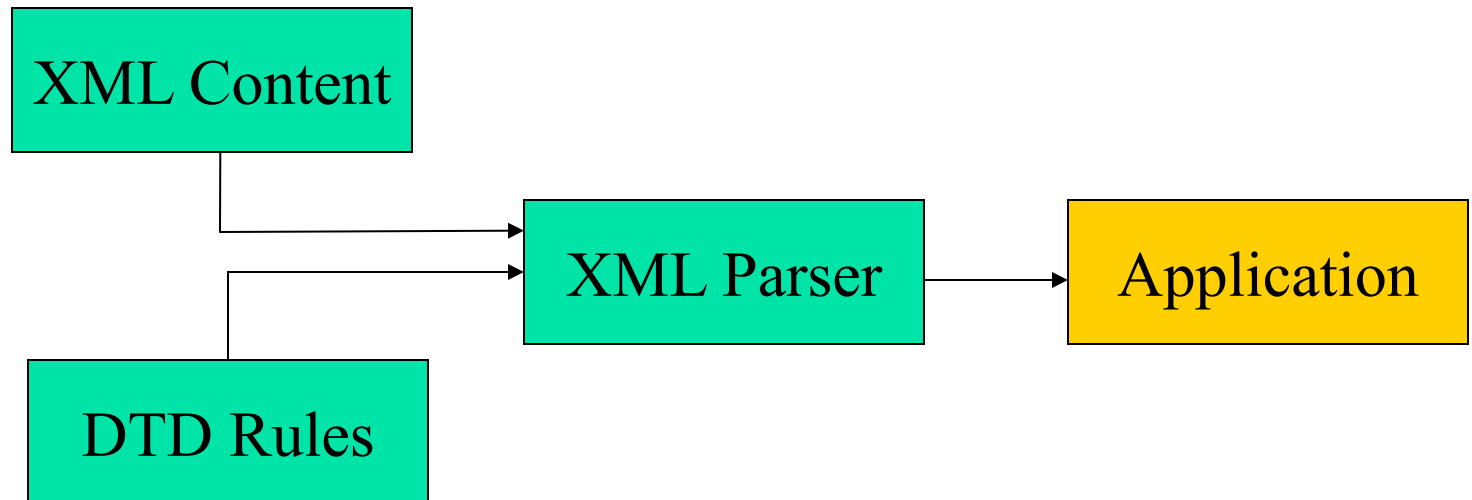 XML Content
XML Parser
Application
DTD Rules